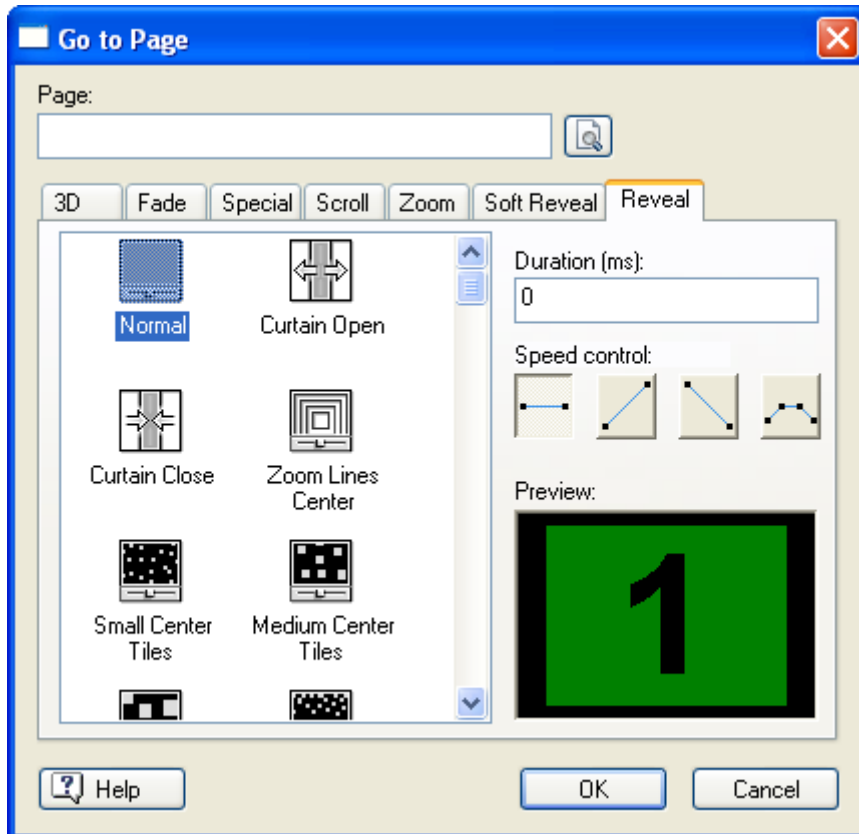 Go to Page
Page:
3D Fade Special Scroll Zoom Soft Reveal Reveal
Normal
Curtain Open
Curtain Close
Zoom Lines
Center
Small Center
Tiles
Medium Center
Tiles
Duration (ms):
0
Speed control:
Preview:
1
? Help
OK
Cancel